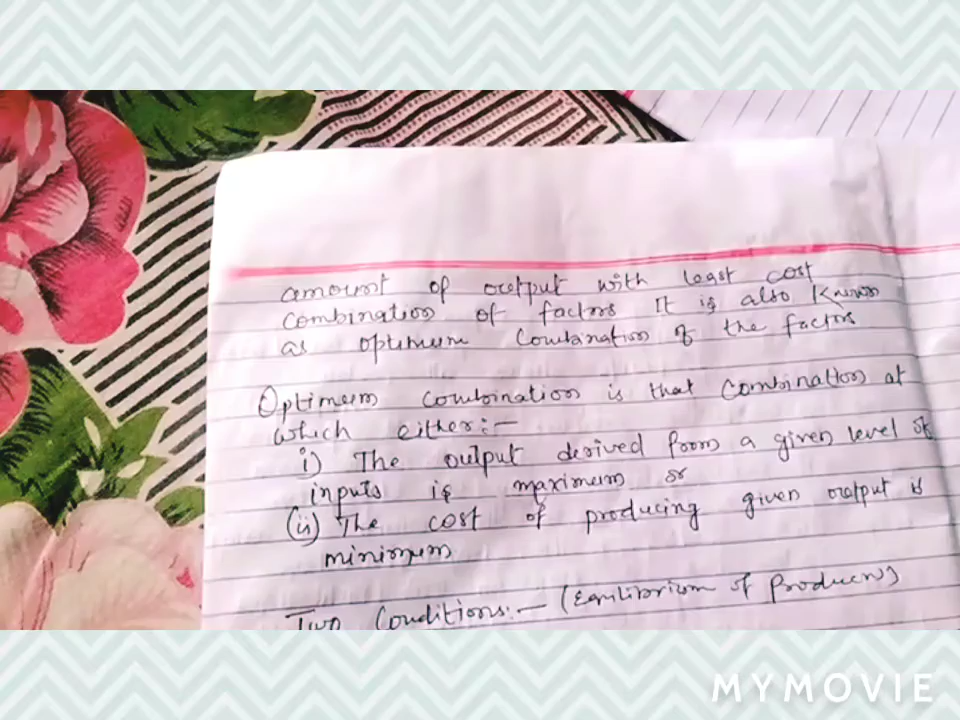 amount of output with least cost
combination of factors It is also known
as optimum combination of the factors
Optimum combination is that combination at
which either:-
i) The output derived from a given level of
inputs is maximum or
(ii) The cost of producing given output is
minimum
Two Conditions:- (Equilibrium of Producers)
MYMOVIE